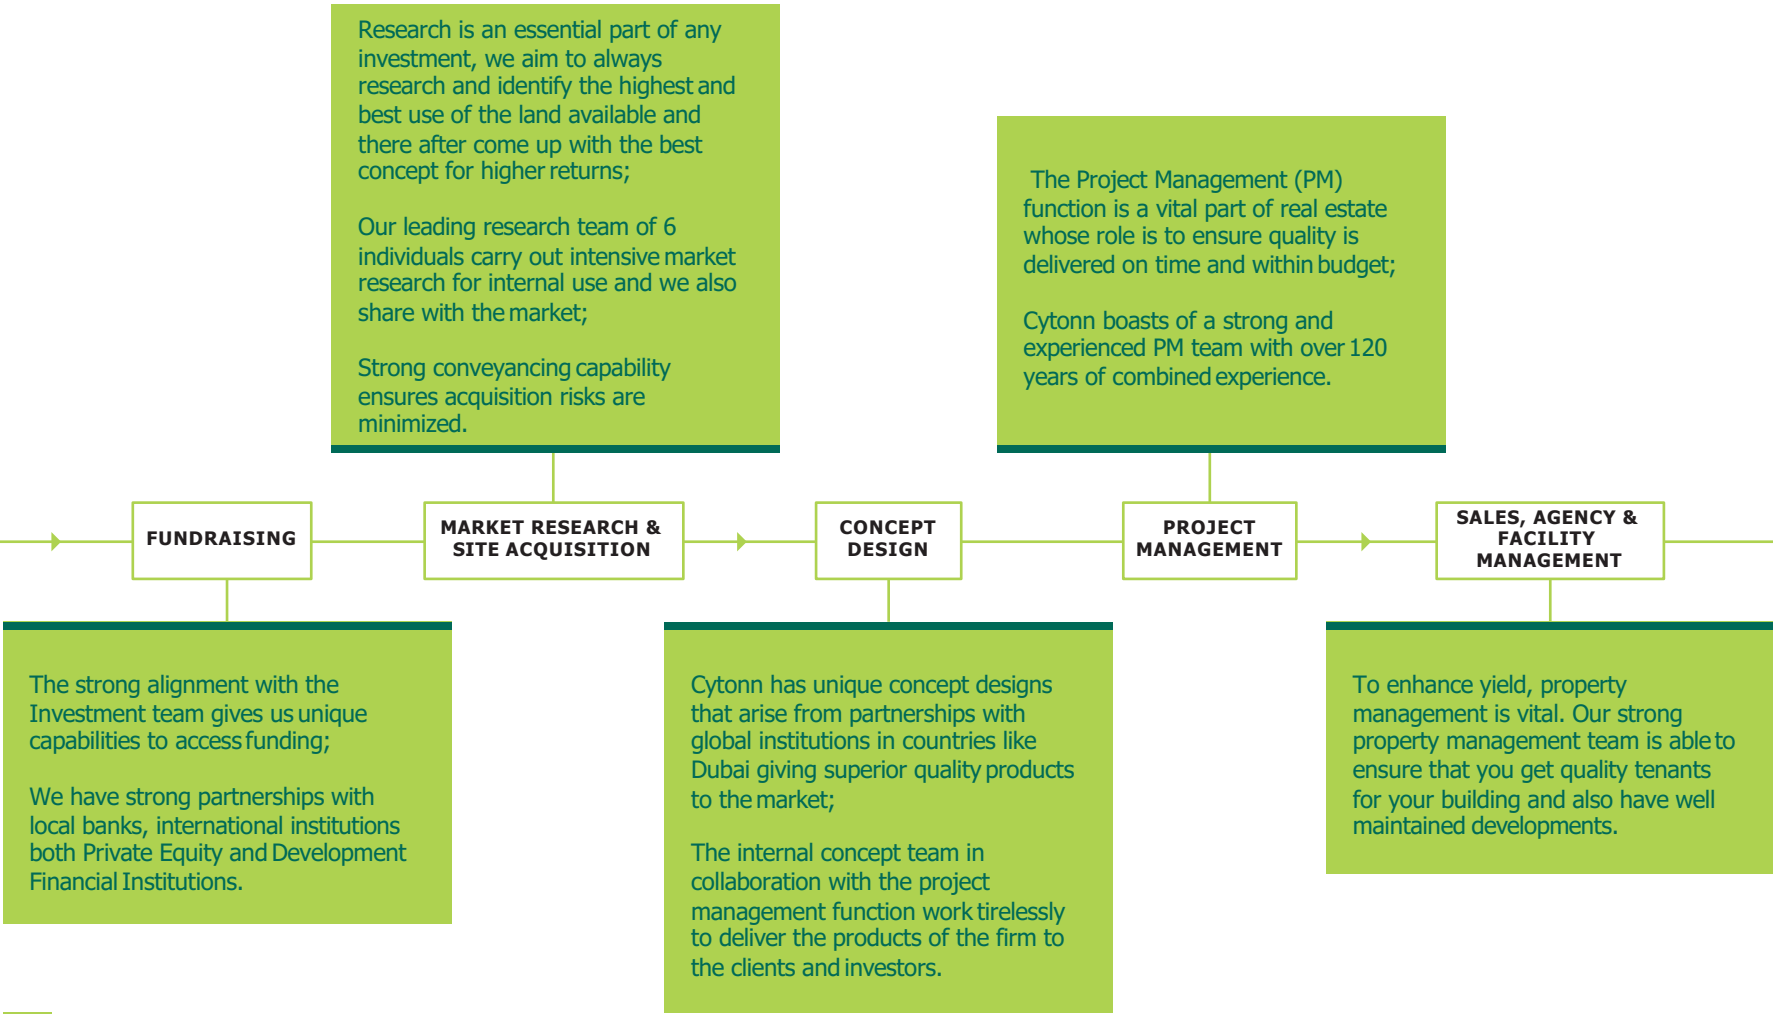 Research is an essential part of any
investment, we aim to always
research and identify the highest and
best use of the land available and
there after come up with the best
concept for higher returns;
Our leading research team of 6
individuals carry out intensive market
research for internal use and we also
share with the market;
Strong conveyancing capability
ensures acquisition risks are
minimized.
The Project Management (PM)
function is a vital part of real estate
whose role is to ensure quality is
delivered on time and within budget;
Cytonn boasts of a strong and
experienced PM team with over 120
years of combined experience.
FUNDRAISING
MARKET RESEARCH &
SITE ACQUISITION
CONCEPT
DESIGN
PROJECT
MANAGEMENT
SALES, AGENCY &
FACILITY
MANAGEMENT
The strong alignment with the
Investment team gives us unique
capabilities to access funding;
We have strong partnerships with
local banks, international institutions
both Private Equity and Development
Financial Institutions.
Cytonn has unique concept designs
that arise from partnerships with
global institutions in countries like
Dubai giving superior quality products
to the market;
The internal concept team in
collaboration with the project
management function work tirelessly
to deliver the products of the firm to
the clients and investors.
To enhance yield, property
management is vital. Our strong
property management team is able to
ensure that you get quality tenants
for your building and also have well
maintained developments.